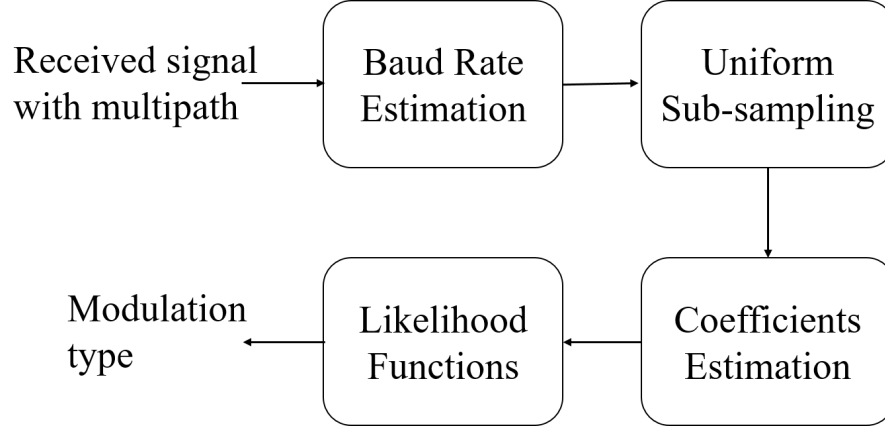 Received signal
with multipath
Baud Rate
Estimation
Uniform
Sub-sampling
Coefficients
Estimation
Likelihood
Functions
Modulation
type